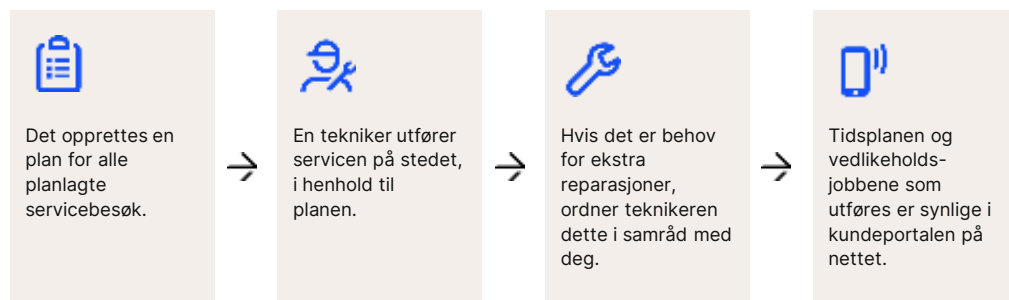 Det opprettes en
plan for alle
planlagte
servicebesøk.
En tekniker utfører
servicen på stedet,
i henhold til
planen.
Hvis det er behov
for ekstra
reparasjoner,
ordner teknikeren
dette i samråd med
deg.
Tidsplanen og
vedlikeholds-
jobbene som
utføres er synlige i
kundeportalen på
nettet.